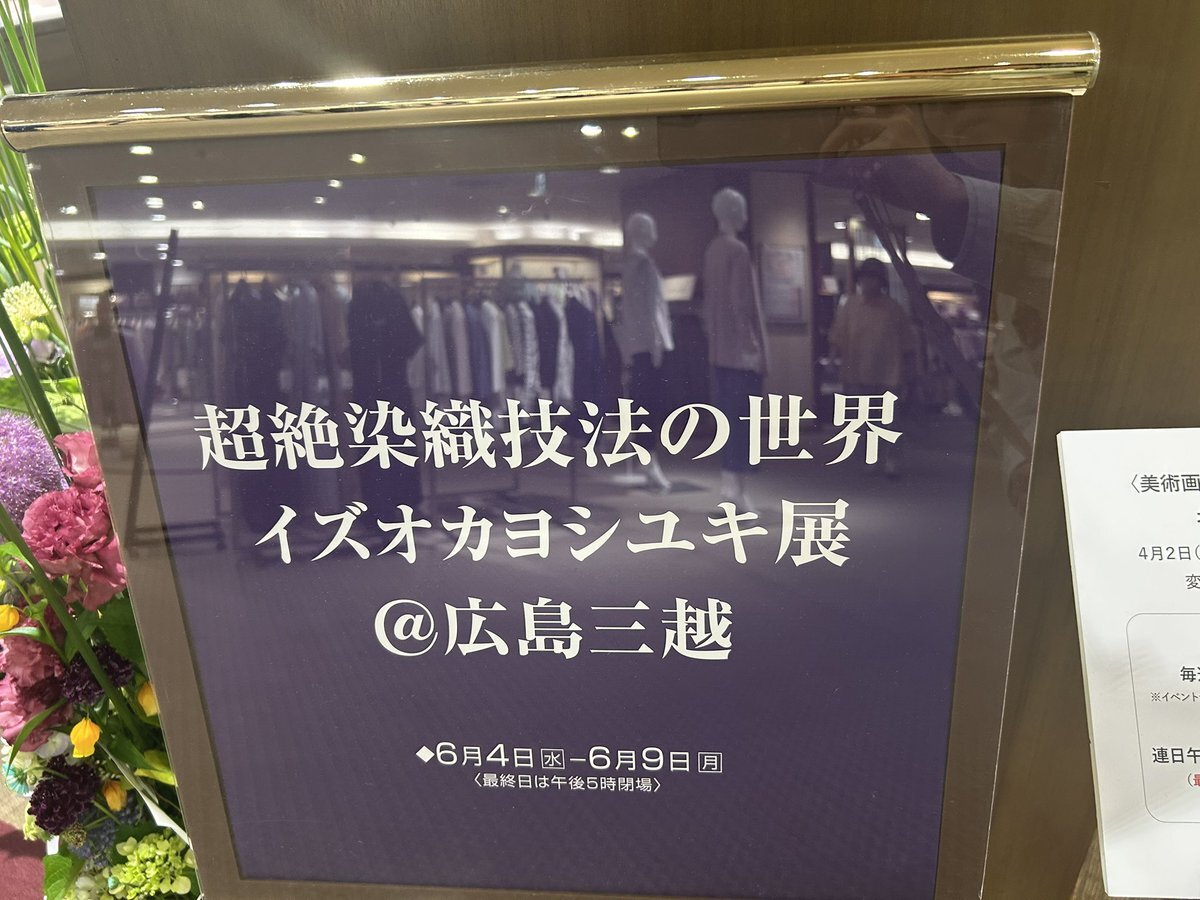 超絶染織技法の世界
イズオカヨシユキ展
@広島三越
◆6月4日水–6月9日月
〈最終日は午後5時閉場〉
〈美術画
4月2日(
変
毎週
※イベント
連日午